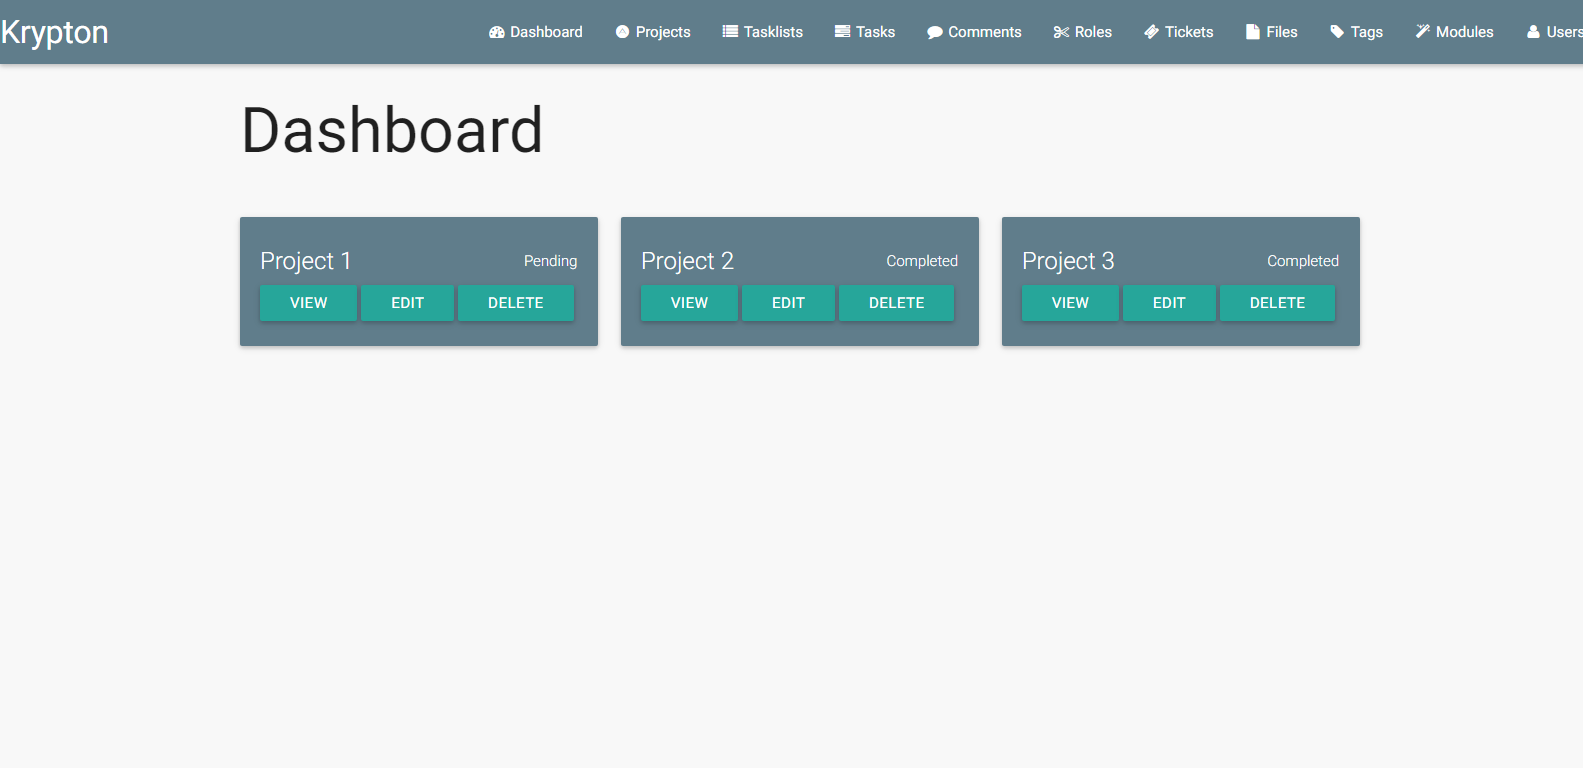 Krypton Dashboard Projects Tasklists Tasks Comments Roles Tickets Files Tags Modules Users
Dashboard
Project 1 Pending
VIEW EDIT DELETE
Project 2 Completed
VIEW EDIT DELETE
Project 3 Completed
VIEW EDIT DELETE